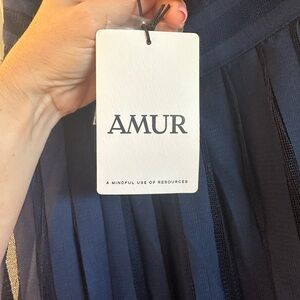 AMUR
A MINDFUL USE OF RESOURCES